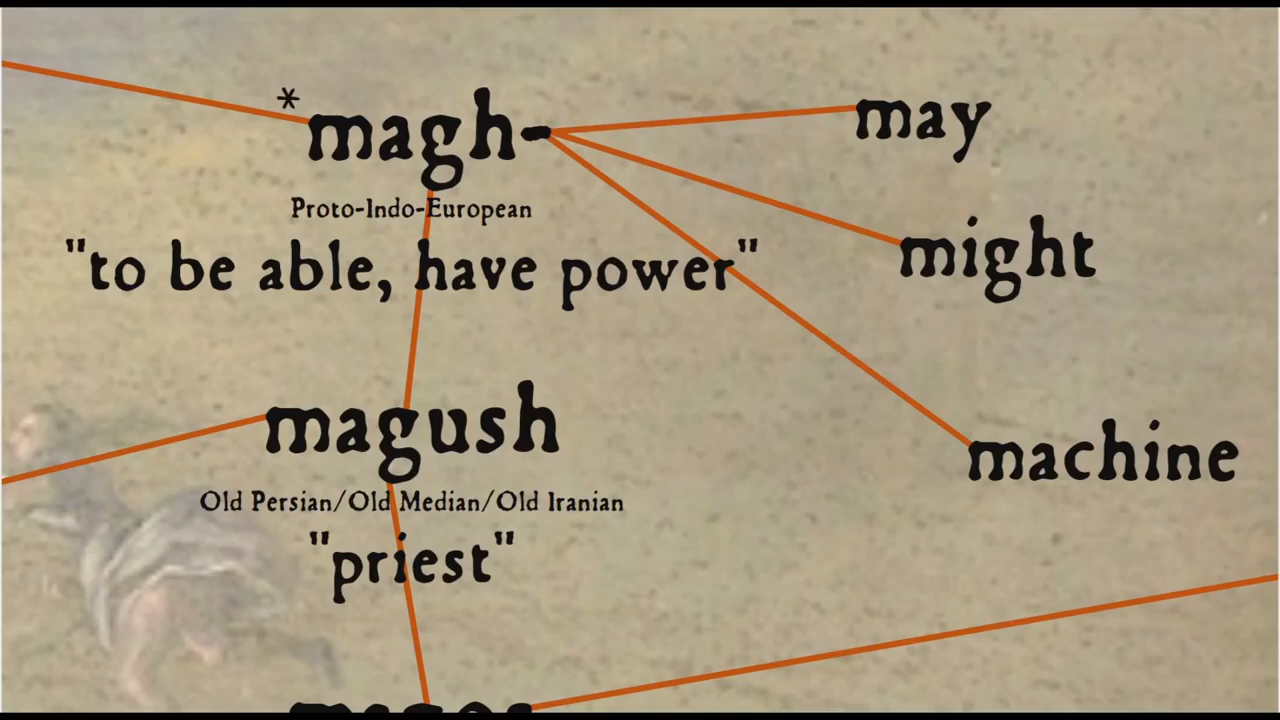 *magh-
may
Proto-Indo-European
might
"to be able, have power"
magush
machine
Old Persian/Old Median/Old Iranian
"priest"